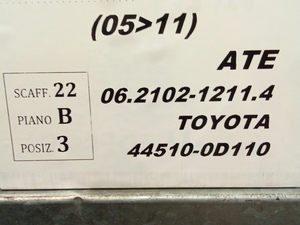 (05>11)
ATE
SCAFF. 22
06.2102-1211.4
PIANO B
TOYOTA
POSIZ. 3
44510-0D110